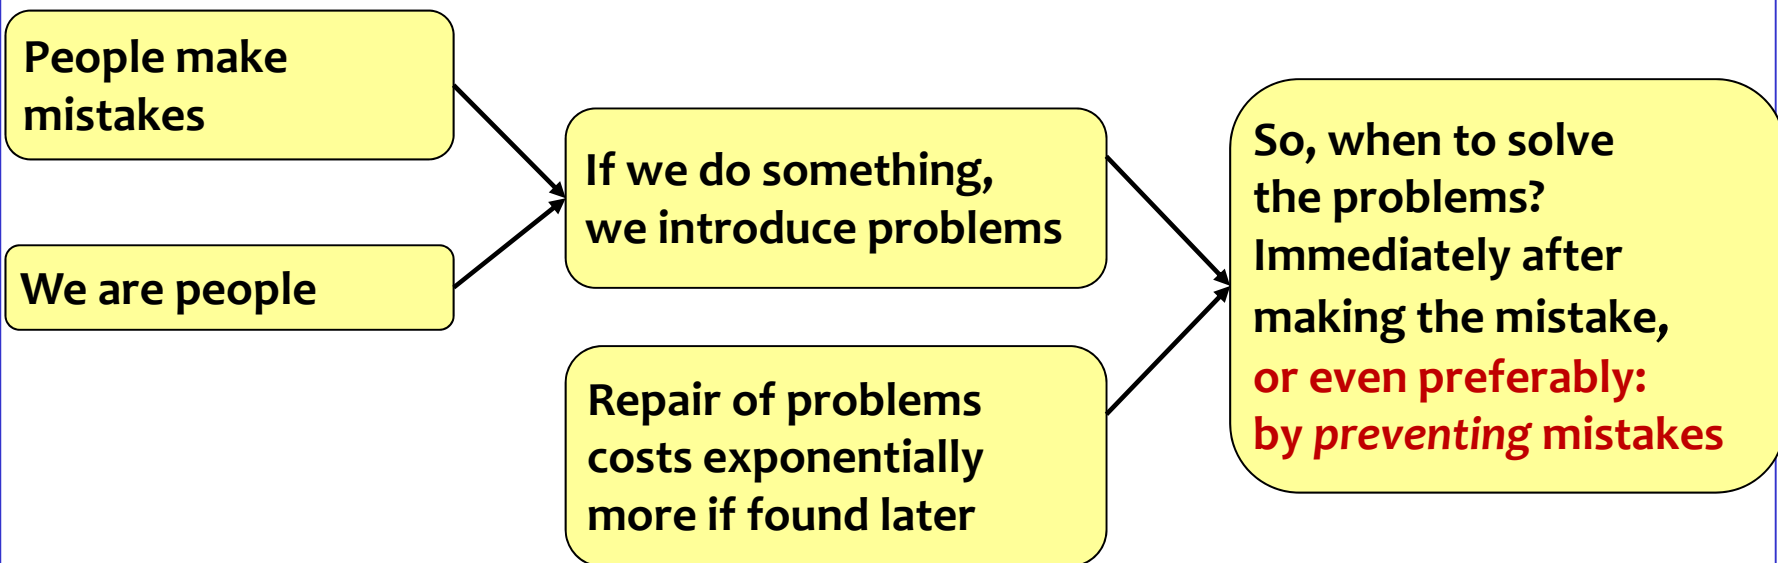 People make
mistakes
We are people
If we do something,
we introduce problems
Repair of problems
costs exponentially
more if found later
So, when to solve
the problems?
Immediately after
making the mistake,
or even preferably:
by preventing mistakes